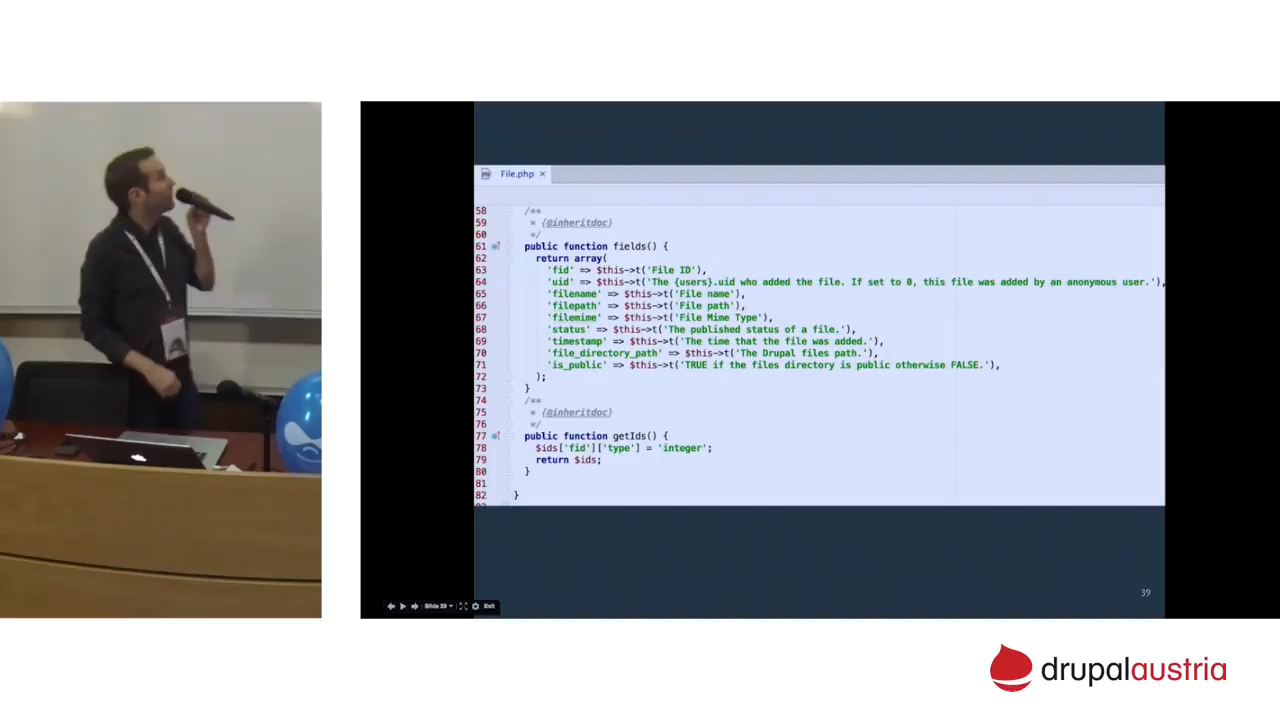 File.php ×
58 /**
59 * {@inheritdoc}
60 */
61 public function fields() {
62 return array(
63 'fid' => $this->t('File ID'),
64 'uid' => $this->t('The {users}.uid who added the file. If set to 0, this file was added by an anonymous user.'),
65 'filename' => $this->t('File name'),
66 'filepath' => $this->t('File path'),
67 'filemime' => $this->t('File Mime Type'),
68 'status' => $this->t('The published status of a file.'),
69 'timestamp' => $this->t('The time that the file was added.'),
70 'file_directory_path' => $this->t('The Drupal files path.'),
71 'is_public' => $this->t('TRUE if the files directory is public otherwise FALSE.'),
72 );
73 }
74 /**
75 * {@inheritdoc}
76 */
77 public function getIds() {
78 $ids['fid']['type'] = 'integer';
79 return $ids;
80 }
81
82 }
39
Slide 39 Exit
drupalaustria